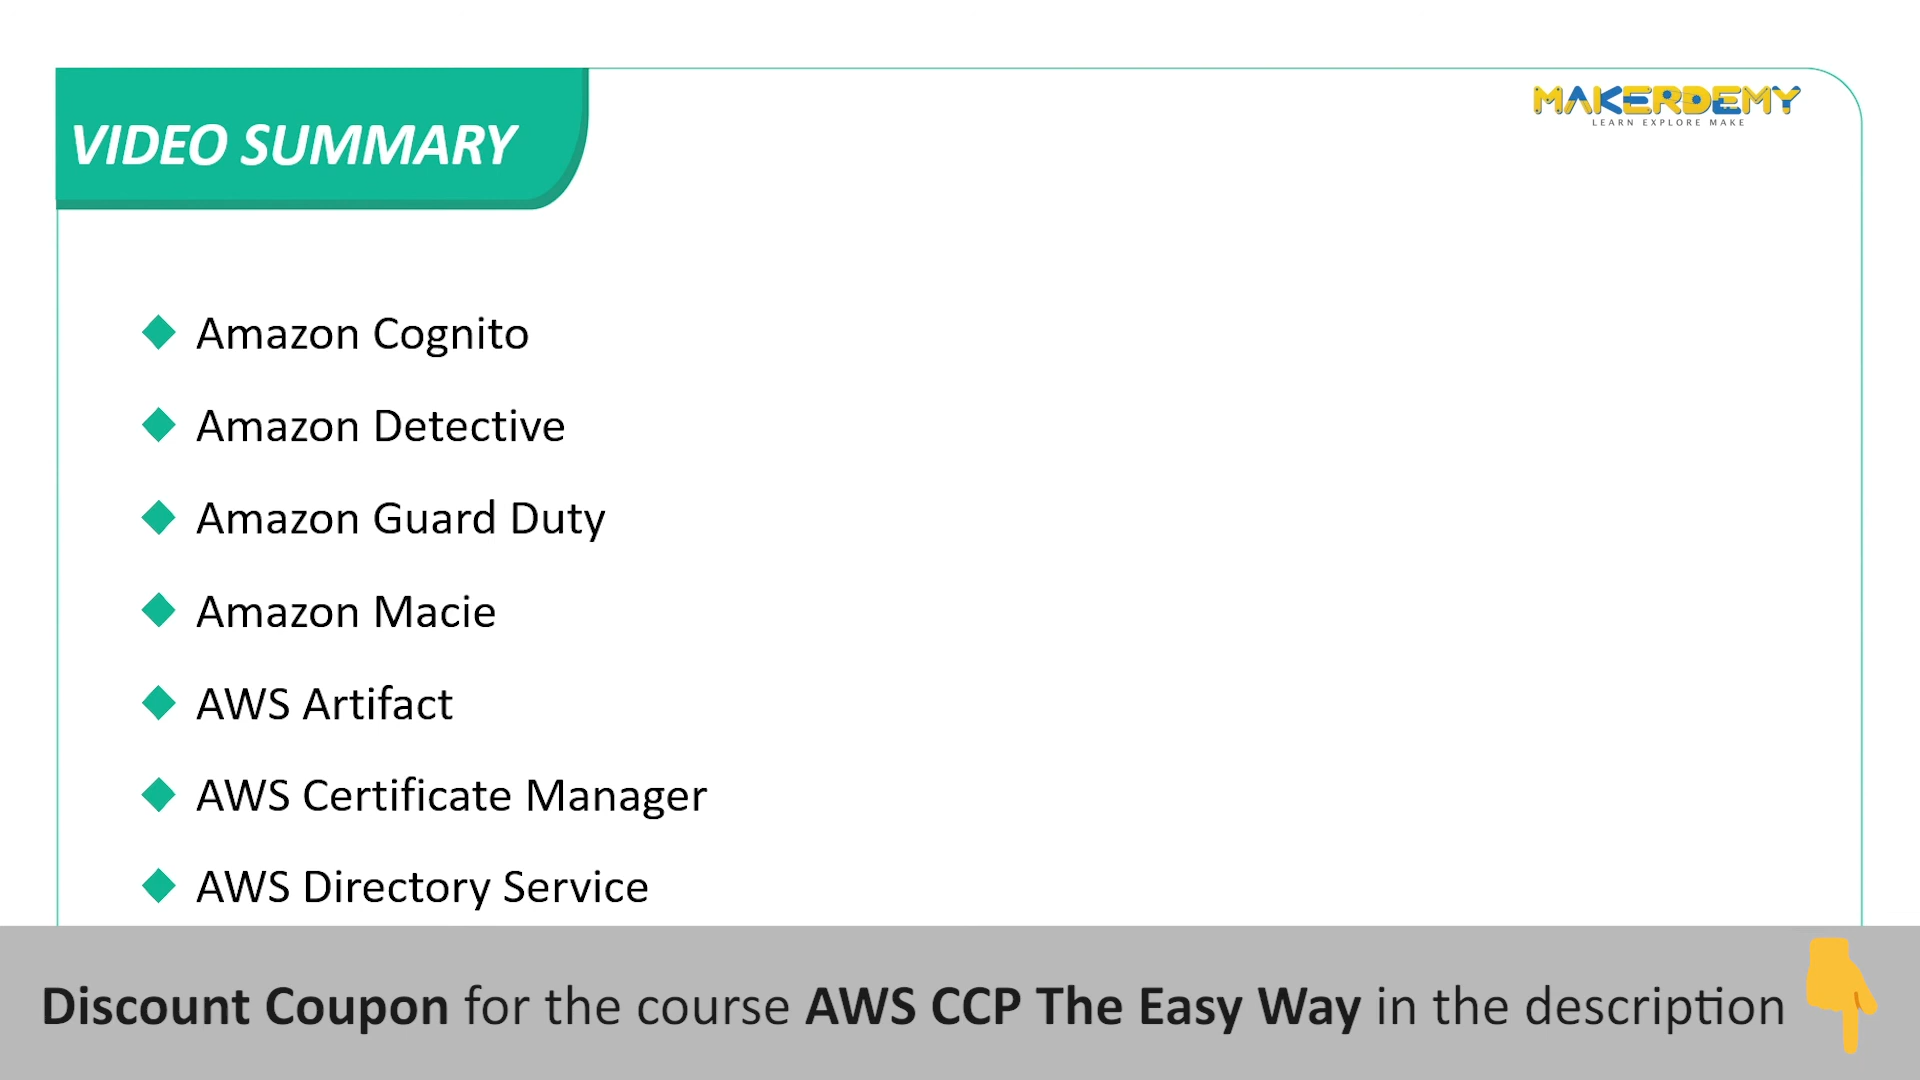 VIDEO SUMMARY
MAKERDEMY
LEARN EXPLORE MAKE
Amazon Cognito
Amazon Detective
Amazon Guard Duty
Amazon Macie
AWS Artifact
AWS Certificate Manager
AWS Directory Service
Discount Coupon for the course AWS CCP The Easy Way in the description